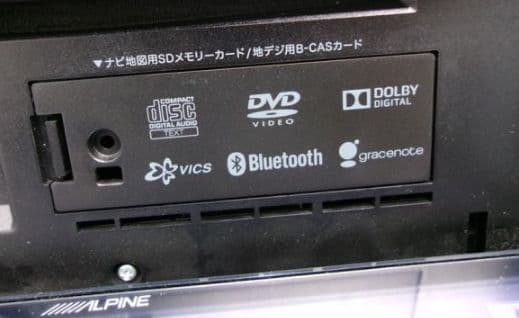 ▼ナビ地図用SDメモリーカード/地デジ用B-CASカード
COMPACT
disc
DIGITAL AUDIO
TEXT
DVD
VIDEO
DOLBY
DIGITAL
VICS
Bluetooth
gracenote
ALPINE